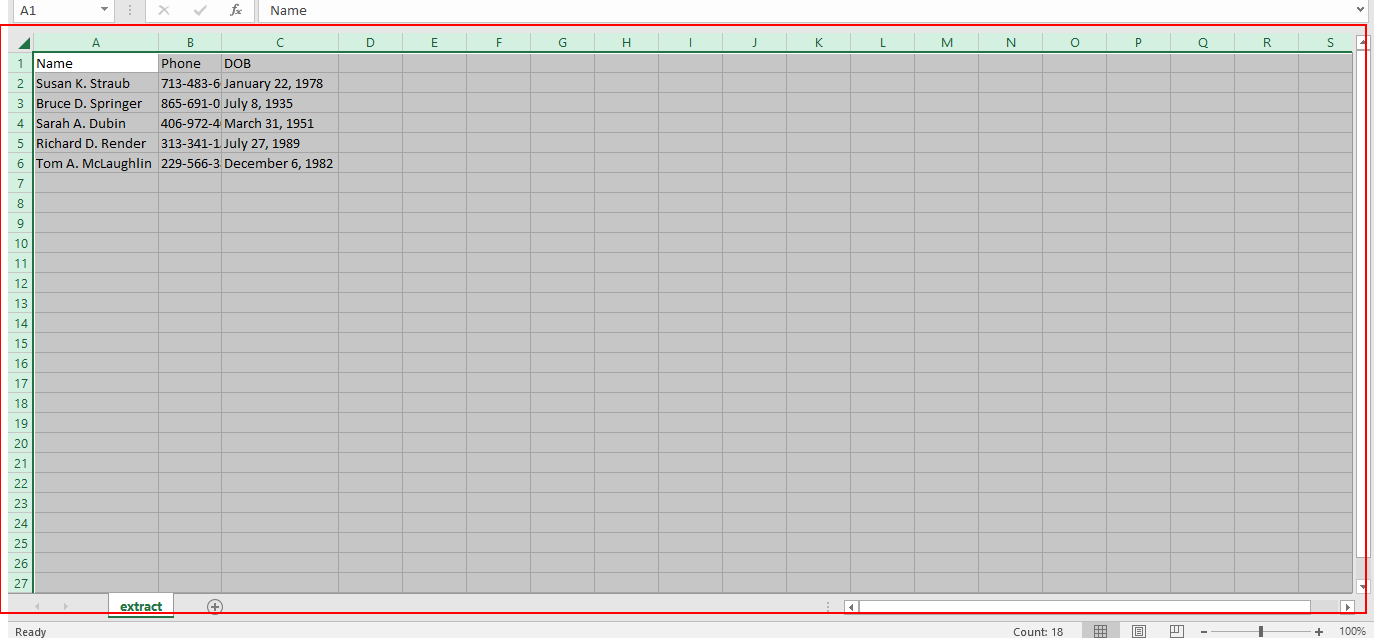 A1 fx Name
A B C D E F G H I J K L M N O P Q R S
1 Name Phone DOB
2 Susan K. Straub 713-483-6 January 22, 1978
3 Bruce D. Springer 865-691-0 July 8, 1935
4 Sarah A. Dubin 406-972-4 March 31, 1951
5 Richard D. Render 313-341-1 July 27, 1989
6 Tom A. McLaughlin 229-566-3 December 6, 1982
7
8
9
10
11
12
13
14
15
16
17
18
19
20
21
22
23
24
25
26
27
extract
Ready Count: 18 100%